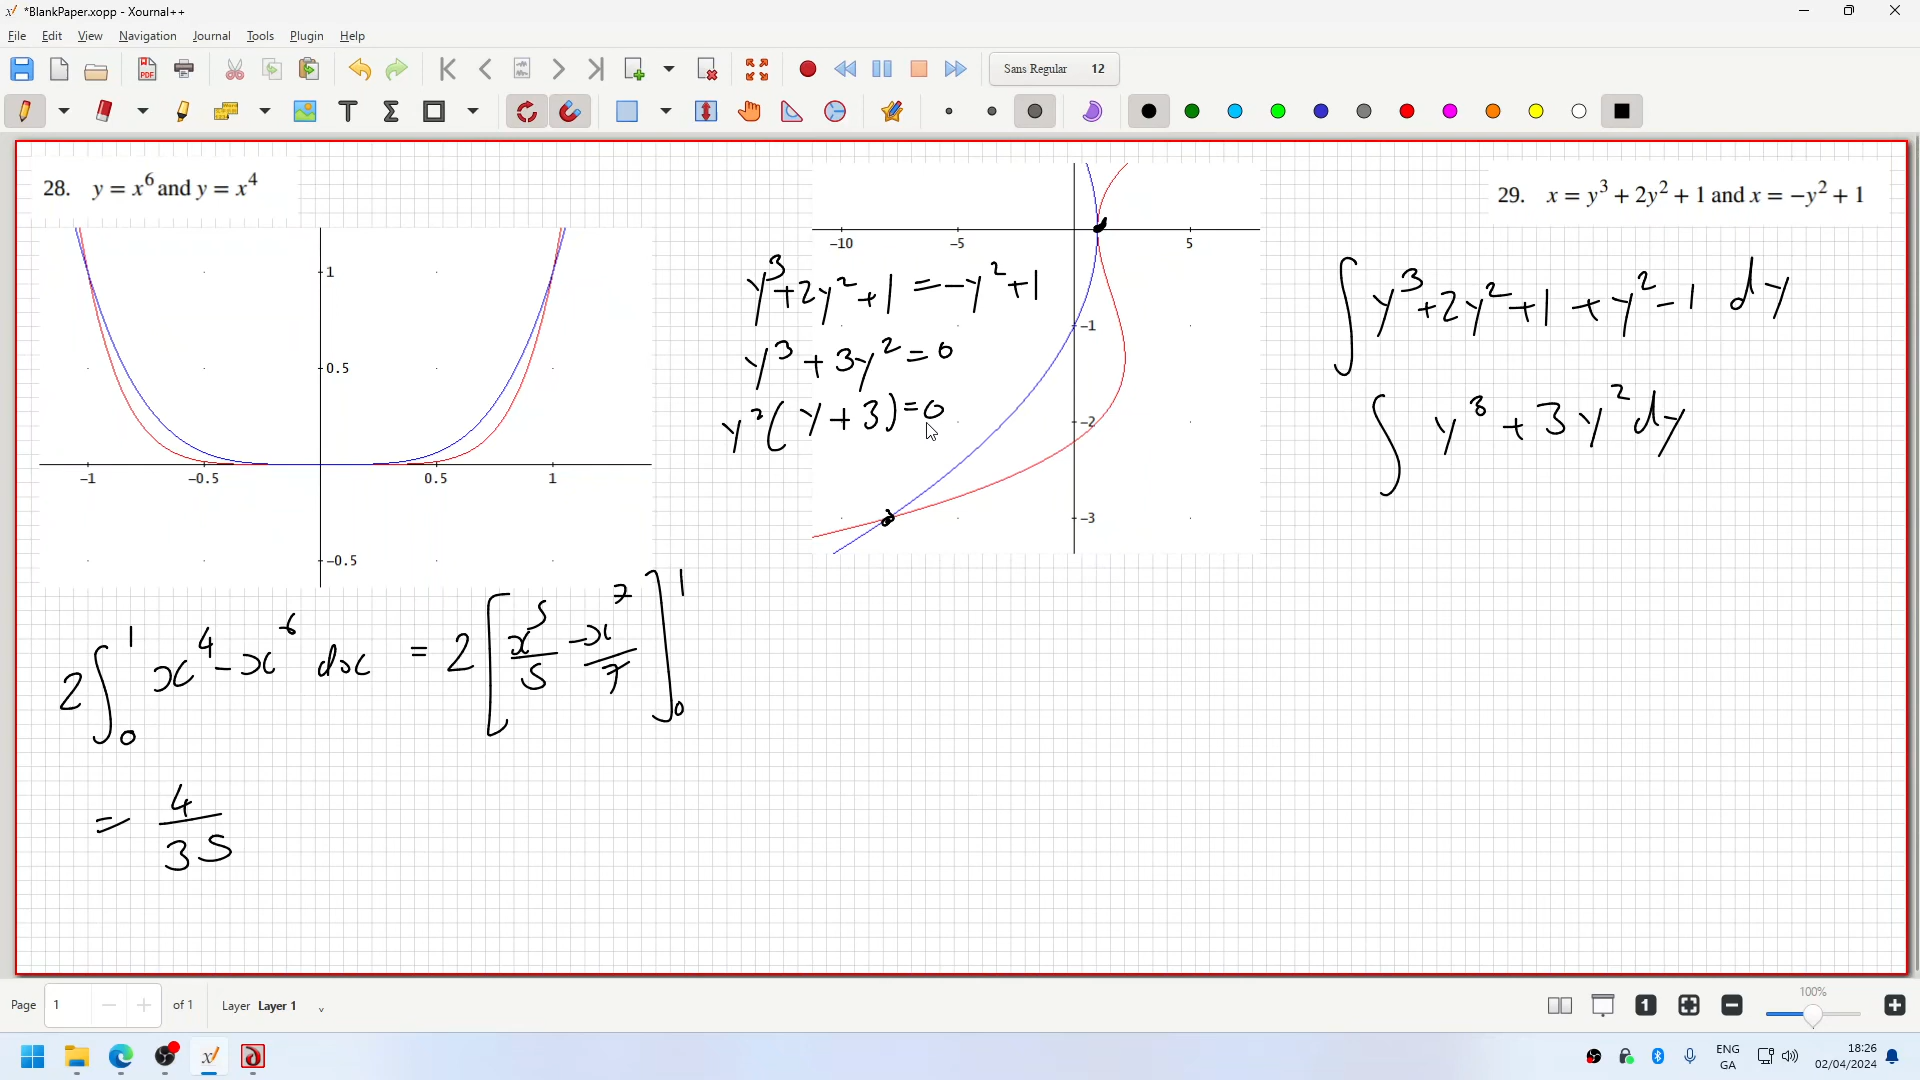 *BlankPaper.xopp - Xournal++
File Edit View Navigation Journal Tools Plugin Help
Sans Regular 12
28. y = x⁶ and y = x⁴
1
0.5
-1 -0.5 0.5 1
-0.5
2∫₀¹ x⁴ - x⁶ dx = 2[x⁵/5 - x⁷/7]₀¹
= 4/35
-10 -5 5
-1
-2
-3
y³ + 2y² + 1 = -y² + 1
y³ + 3y² = 0
y²(y + 3) = 0
29. x = y³ + 2y² + 1 and x = -y² + 1
∫ y³ + 2y² + 1 + y² - 1 dy
∫ y³ + 3y² dy
Page 1 of 1 Layer Layer 1 100%
ENG
GA
18:26
02/04/2024